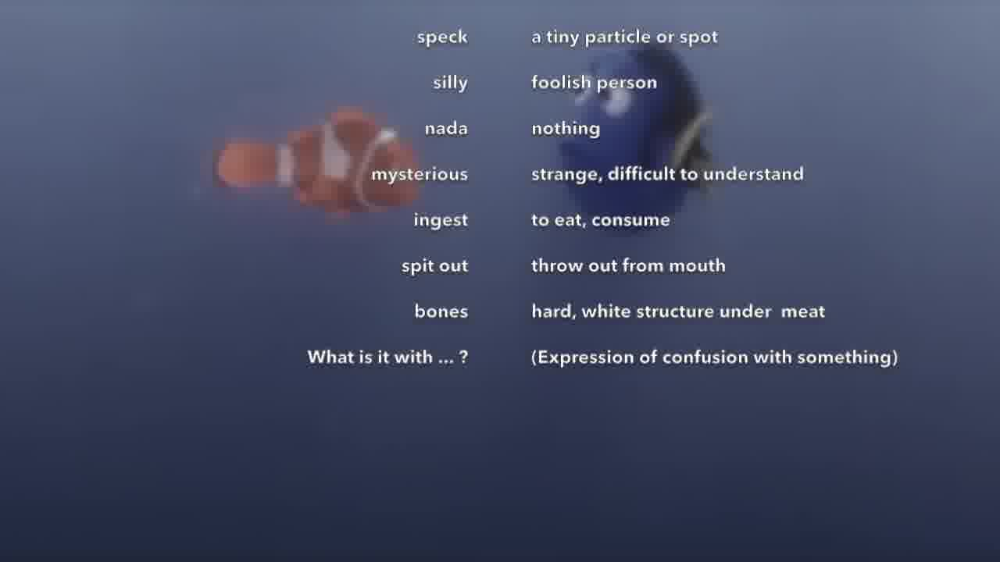 speck a tiny particle or spot
silly foolish person
nada nothing
mysterious strange, difficult to understand
ingest to eat, consume
spit out throw out from mouth
bones hard, white structure under  meat
What is it with ... ? (Expression of confusion with something)